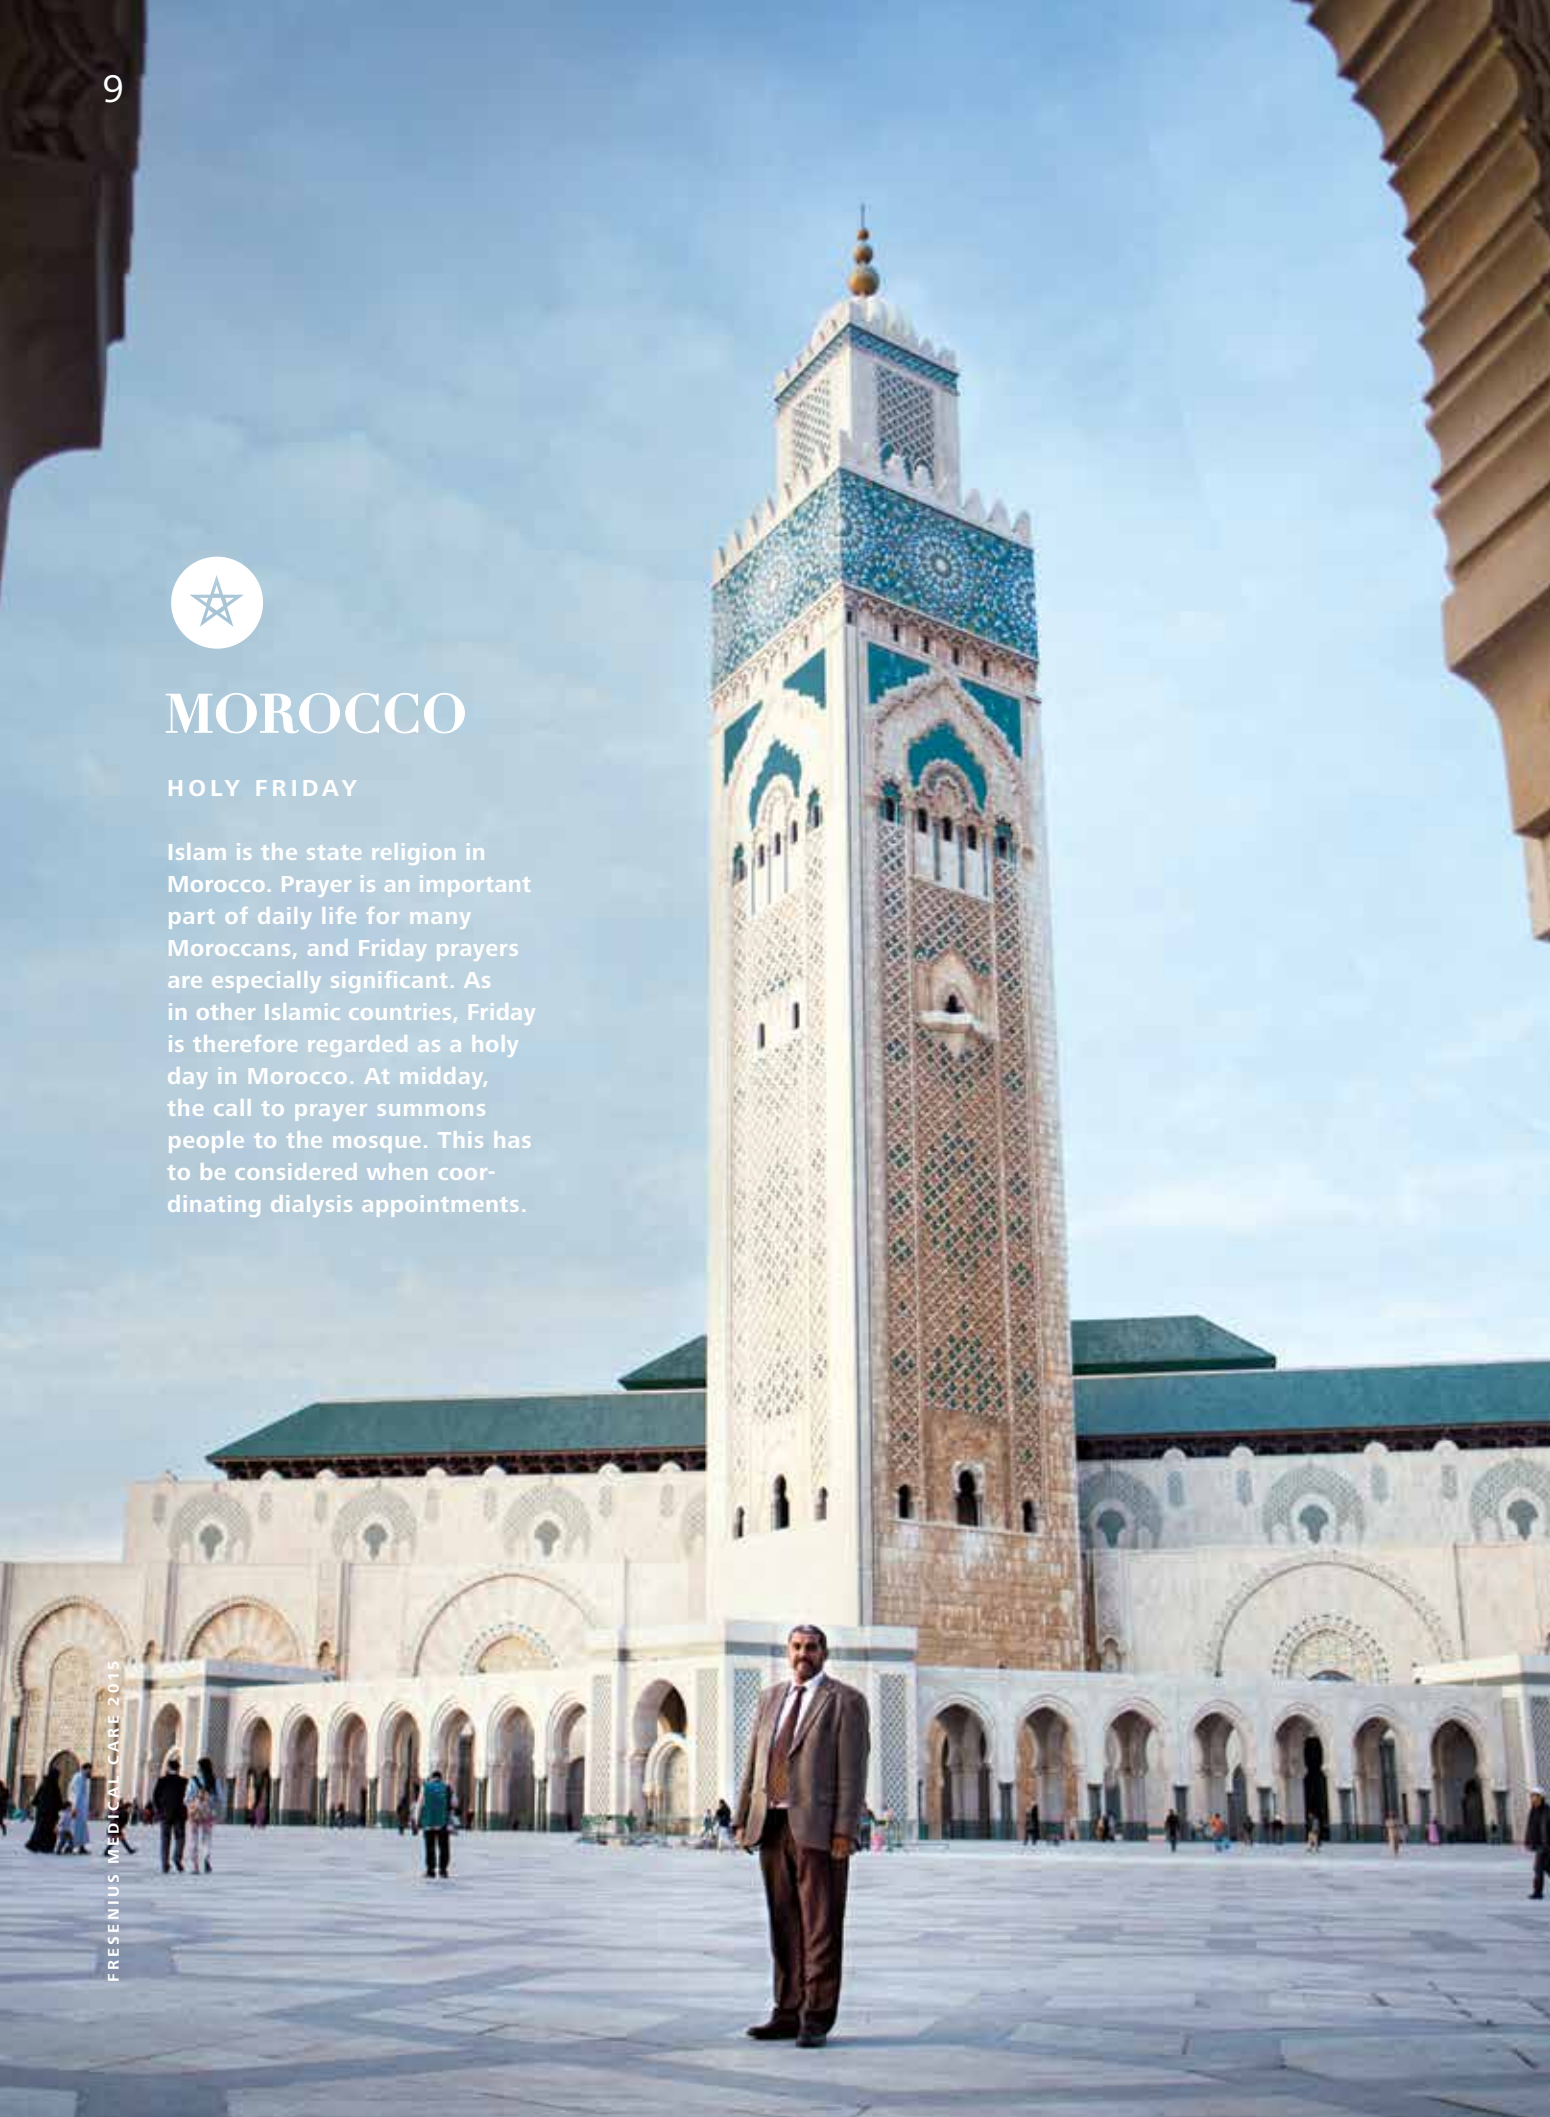 9
MOROCCO
HOLY FRIDAY
Islam is the state religion in
Morocco. Prayer is an important
part of daily life for many
Moroccans, and Friday prayers
are especially significant. As
in other Islamic countries, Friday
is therefore regarded as a holy
day in Morocco. At midday,
the call to prayer summons
people to the mosque. This has
to be considered when coor-
dinating dialysis appointments.
FRESENIUS MEDICAL CARE 2015